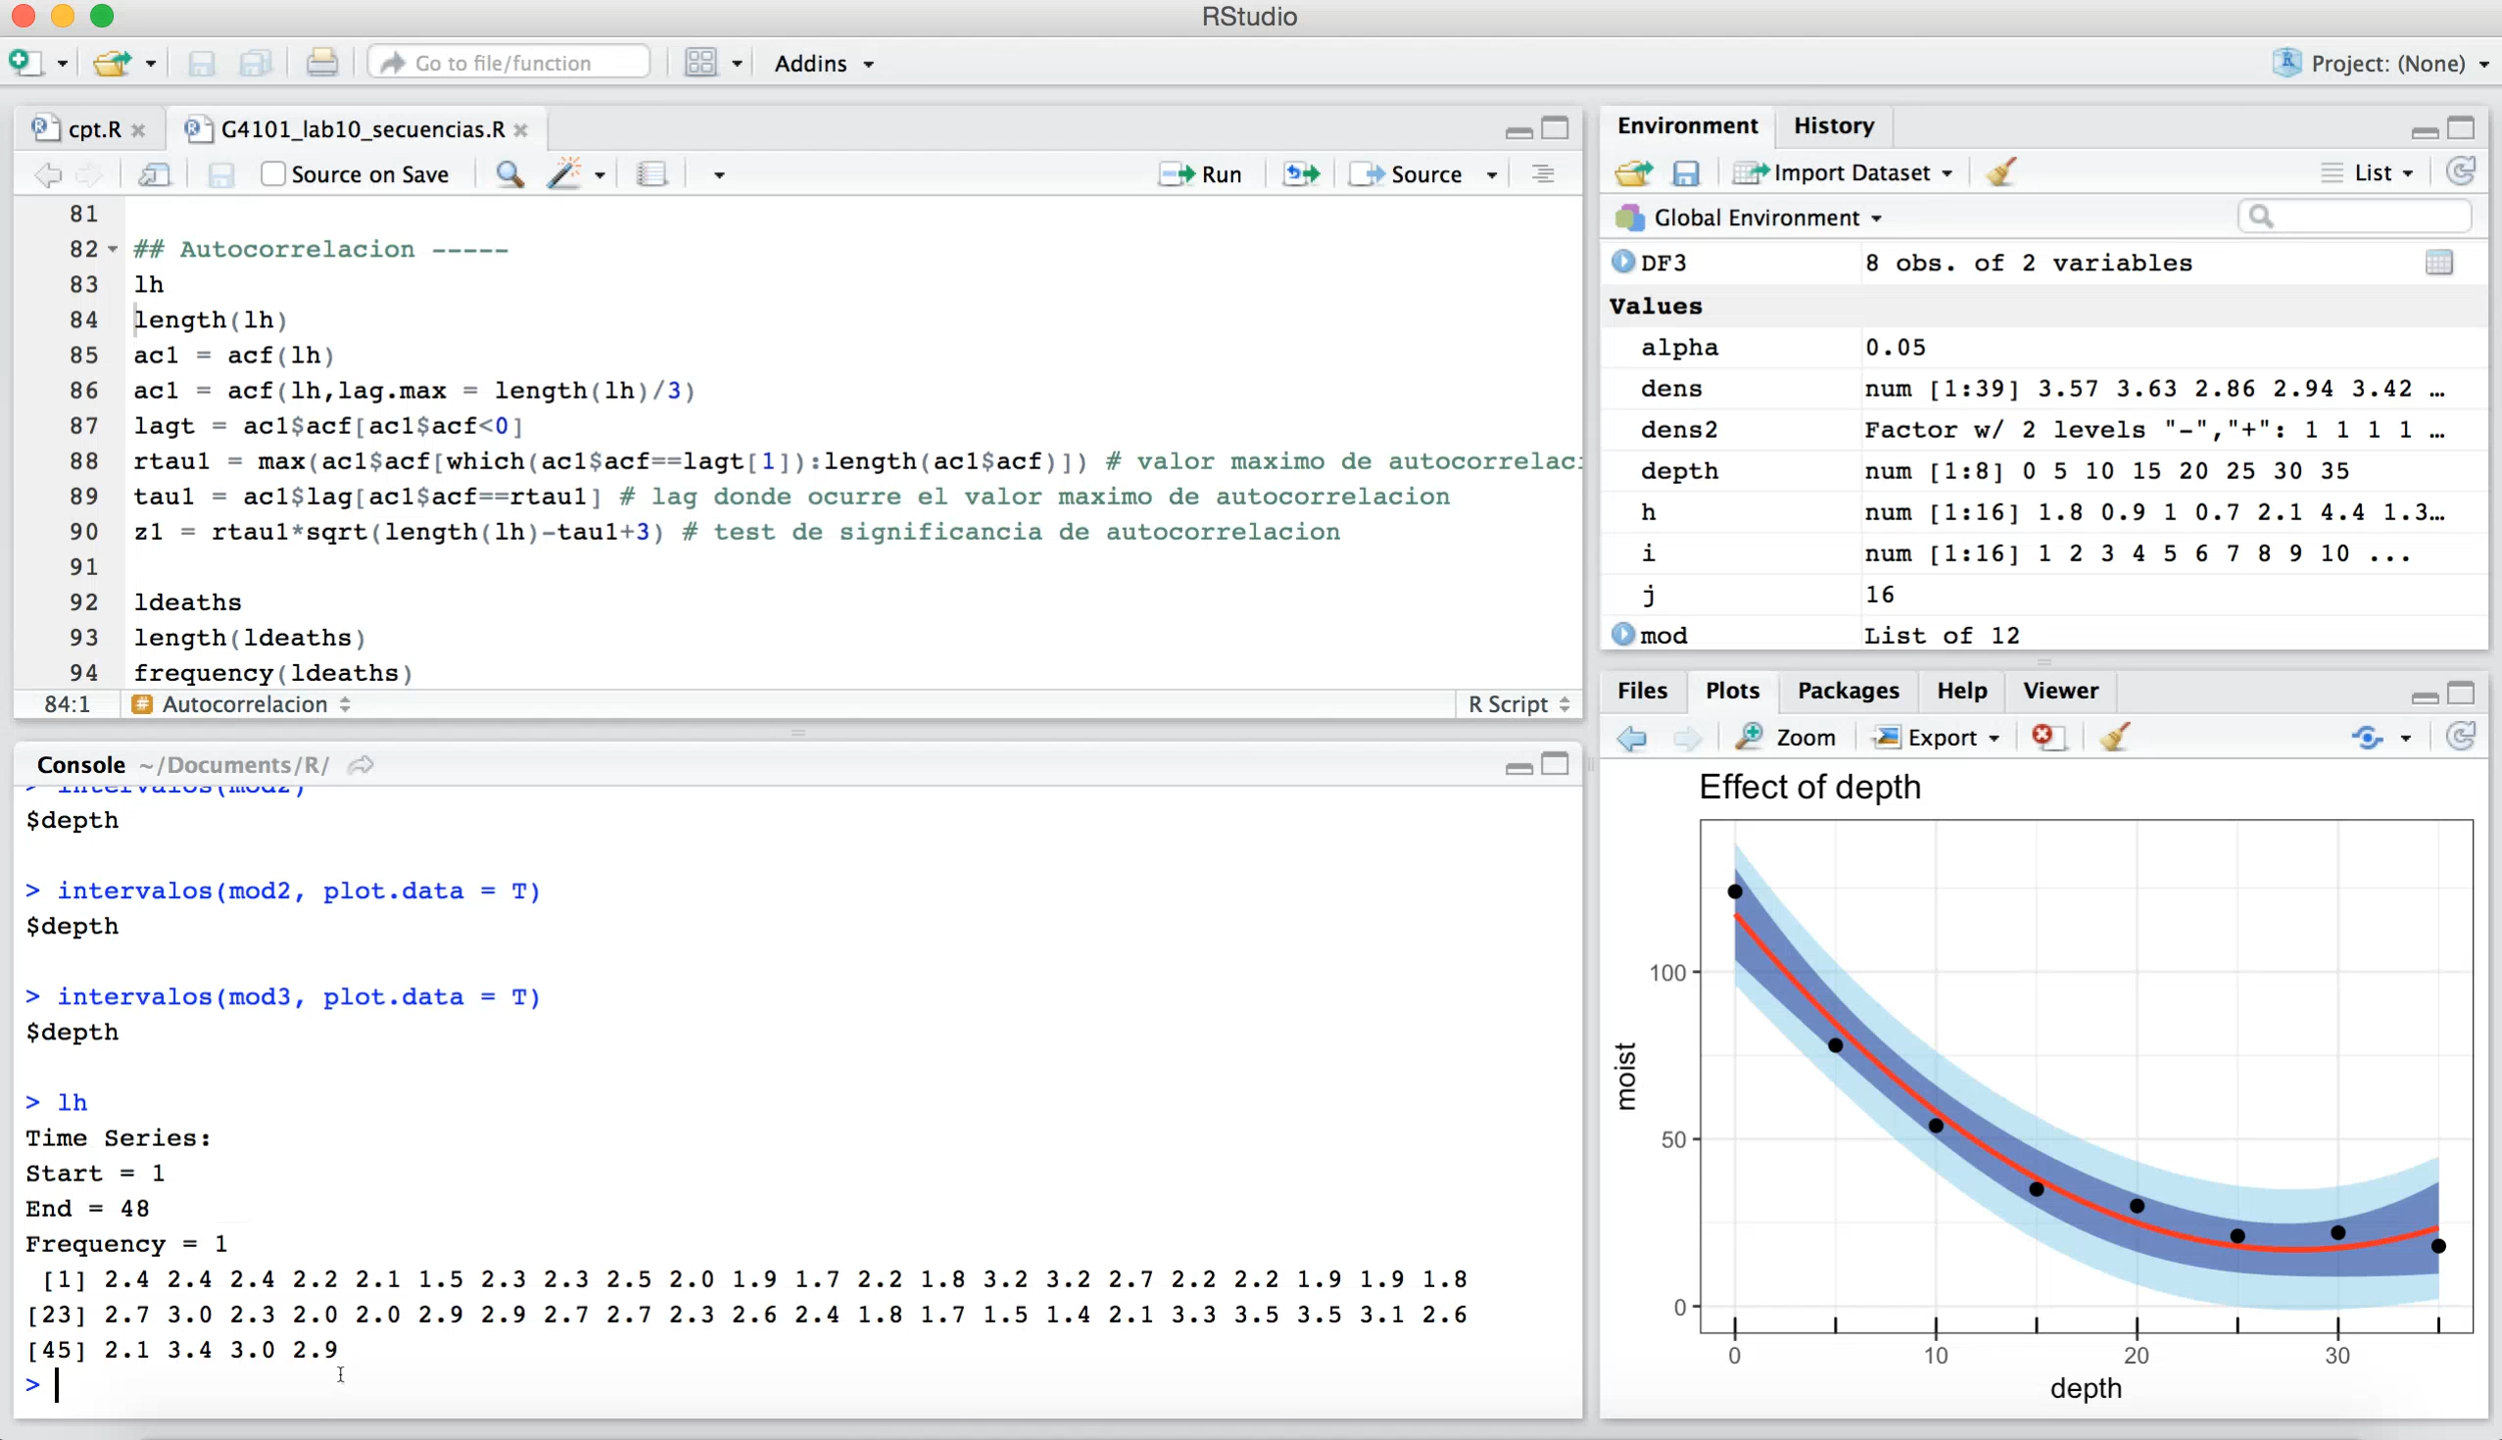 RStudio
Go to file/function
Addins
Project: (None)
cpt.R
G4101_lab10_secuencias.R
Source on Save
Run
Source
81
82 ## Autocorrelacion -----
83 lh
84 length(lh)
85 ac1 = acf(lh)
86 ac1 = acf(lh,lag.max = length(lh)/3)
87 lagt = ac1$acf[ac1$acf<0]
88 rtau1 = max(ac1$acf[which(ac1$acf==lagt[1]):length(ac1$acf)]) # valor maximo de autocorrelaci
89 tau1 = ac1$lag[ac1$acf==rtau1] # lag donde ocurre el valor maximo de autocorrelacion
90 z1 = rtau1*sqrt(length(lh)-tau1+3) # test de significancia de autocorrelacion
91
92 ldeaths
93 length(ldeaths)
94 frequency(ldeaths)
84:1
Autocorrelacion
R Script
Console ~/Documents/R/
> intervalos(mod2)
$depth
> intervalos(mod2, plot.data = T)
$depth
> intervalos(mod3, plot.data = T)
$depth
> lh
Time Series:
Start = 1
End = 48
Frequency = 1
[1] 2.4 2.4 2.4 2.2 2.1 1.5 2.3 2.3 2.5 2.0 1.9 1.7 2.2 1.8 3.2 3.2 2.7 2.2 2.2 1.9 1.9 1.8
[23] 2.7 3.0 2.3 2.0 2.0 2.9 2.9 2.7 2.7 2.3 2.6 2.4 1.8 1.7 1.5 1.4 2.1 3.3 3.5 3.5 3.1 2.6
[45] 2.1 3.4 3.0 2.9
>
Environment
History
Import Dataset
List
Global Environment
DF3 8 obs. of 2 variables
Values
alpha 0.05
dens num [1:39] 3.57 3.63 2.86 2.94 3.42 …
dens2 Factor w/ 2 levels "-","+": 1 1 1 1 …
depth num [1:8] 0 5 10 15 20 25 30 35
h num [1:16] 1.8 0.9 1 0.7 2.1 4.4 1.3…
i num [1:16] 1 2 3 4 5 6 7 8 9 10 ...
j 16
mod List of 12
Files
Plots
Packages
Help
Viewer
Zoom
Export
Effect of depth
moist
100
50
0
0 10 20 30
depth